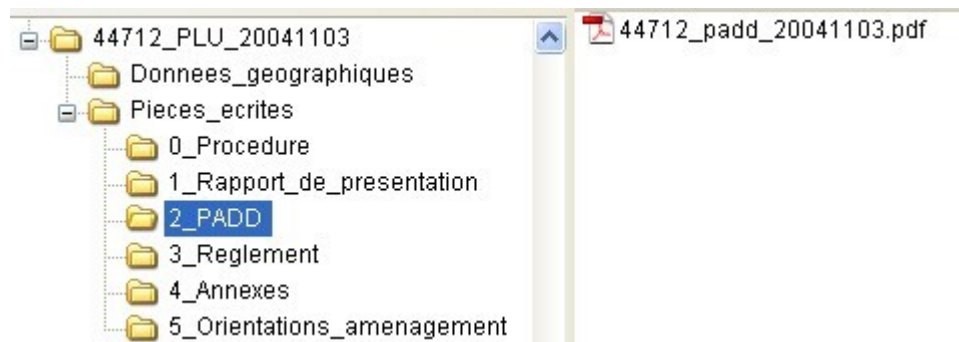 44712_PLU_20041103
Donnees_geographiques
Pieces_ecrites
0_Procedure
1_Rapport_de_presentation
2_PADD
3_Reglement
4_Annexes
5_Orientations_amenagement
44712_padd_20041103.pdf